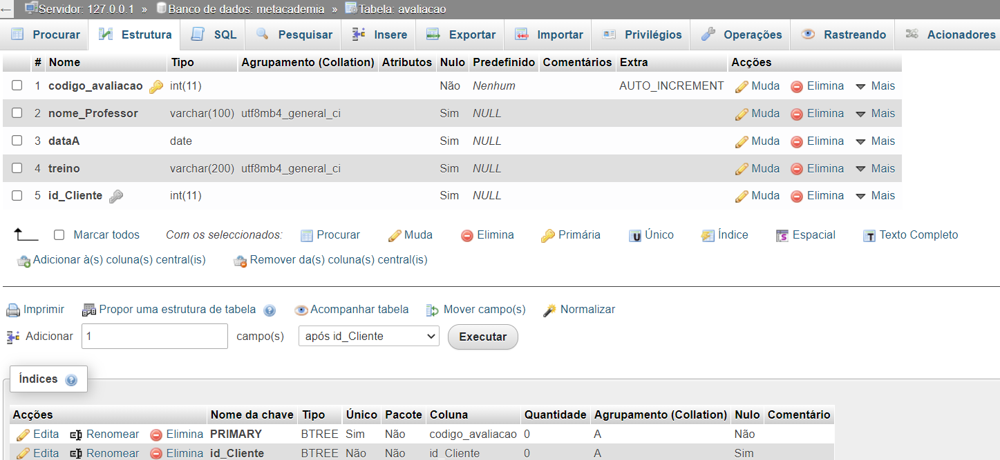 ← Servidor: 127.0.0.1 » Banco de dados: metacademia » Tabela: avaliacao
Procurar Estrutura SQL Pesquisar Insere Exportar Importar Privilégios Operações Rastreando Acionadores
# Nome Tipo Agrupamento (Collation) Atributos Nulo Predefinido Comentários Extra Acções
1 codigo_avaliacao int(11) Não Nenhum AUTO_INCREMENT Muda Elimina Mais
2 nome_Professor varchar(100) utf8mb4_general_ci Sim NULL Muda Elimina Mais
3 dataA date Sim NULL Muda Elimina Mais
4 treino varchar(200) utf8mb4_general_ci Sim NULL Muda Elimina Mais
5 id_Cliente int(11) Sim NULL Muda Elimina Mais
Marcar todos Com os seleccionados: Procurar Muda Elimina Primária Único Índice Espacial Texto Completo
Adicionar à(s) coluna(s) central(is) Remover da(s) coluna(s) central(is)
Imprimir Propor uma estrutura de tabela Acompanhar tabela Mover campo(s) Normalizar
Adicionar 1 campo(s) após id_Cliente Executar
Índices
Acções Nome da chave Tipo Único Pacote Coluna Quantidade Agrupamento (Collation) Nulo Comentário
Edita Renomear Elimina PRIMARY BTREE Sim Não codigo_avaliacao 0 A Não
Edita Renomear Elimina id_Cliente BTREE Não Não id_Cliente 0 A Sim